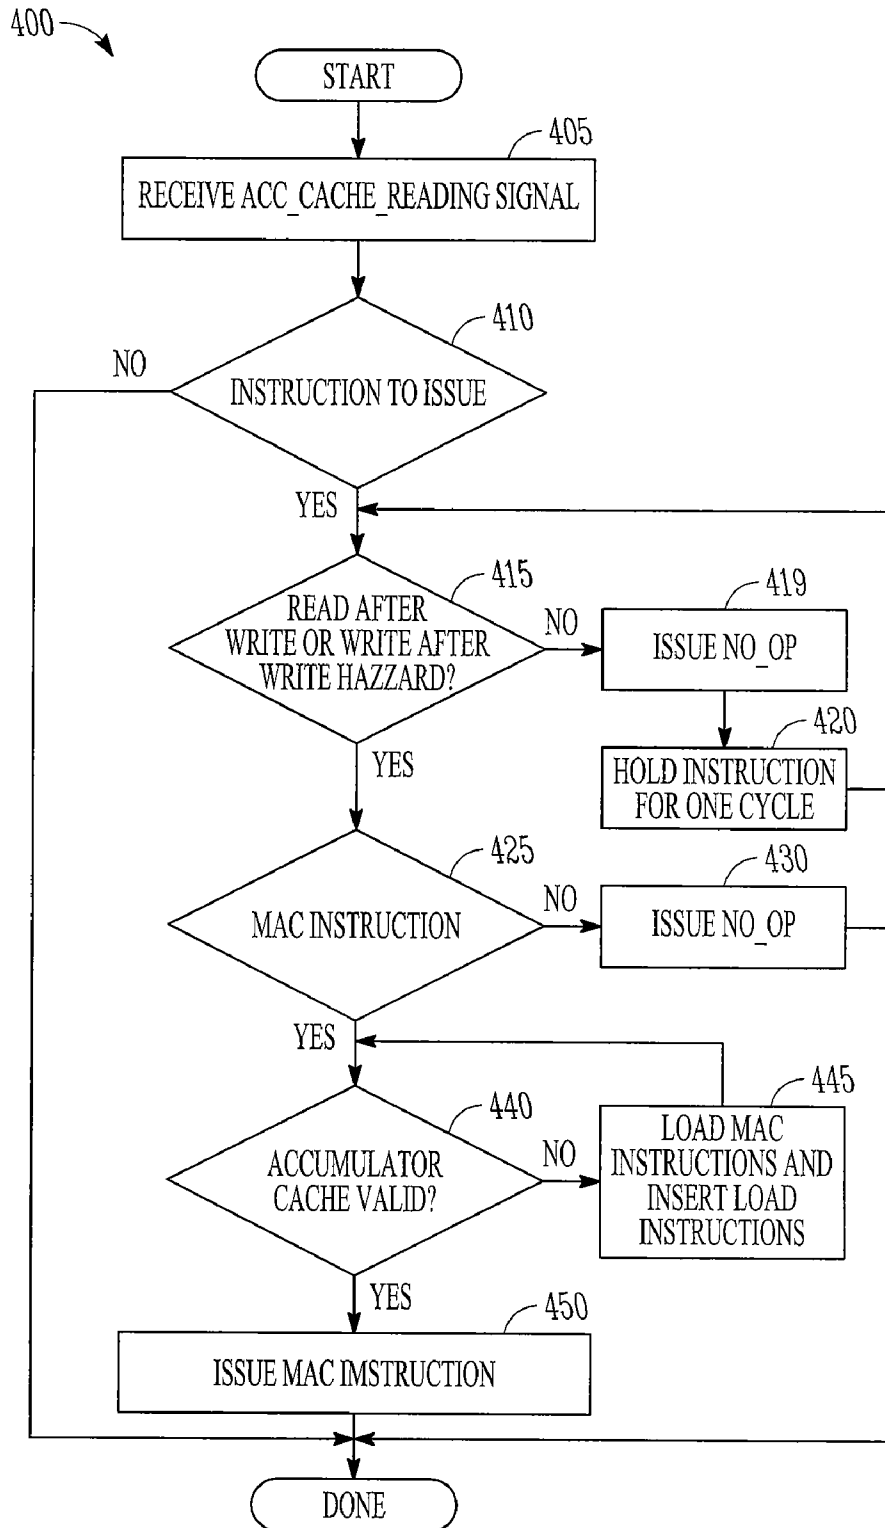 400
START
405
RECEIVE ACC_CACHE_READING SIGNAL
410
NO
INSTRUCTION TO ISSUE
YES
415
419
READ AFTER
WRITE OR WRITE AFTER
WRITE HAZZARD?
NO
ISSUE NO_OP
YES
420
HOLD INSTRUCTION
FOR ONE CYCLE
425
430
MAC INSTRUCTION
NO
ISSUE NO_OP
YES
440
445
ACCUMULATOR
CACHE VALID?
NO
LOAD MAC
INSTRUCTIONS AND
INSERT LOAD
INSTRUCTIONS
YES
450
ISSUE MAC IMSTRUCTION
DONE